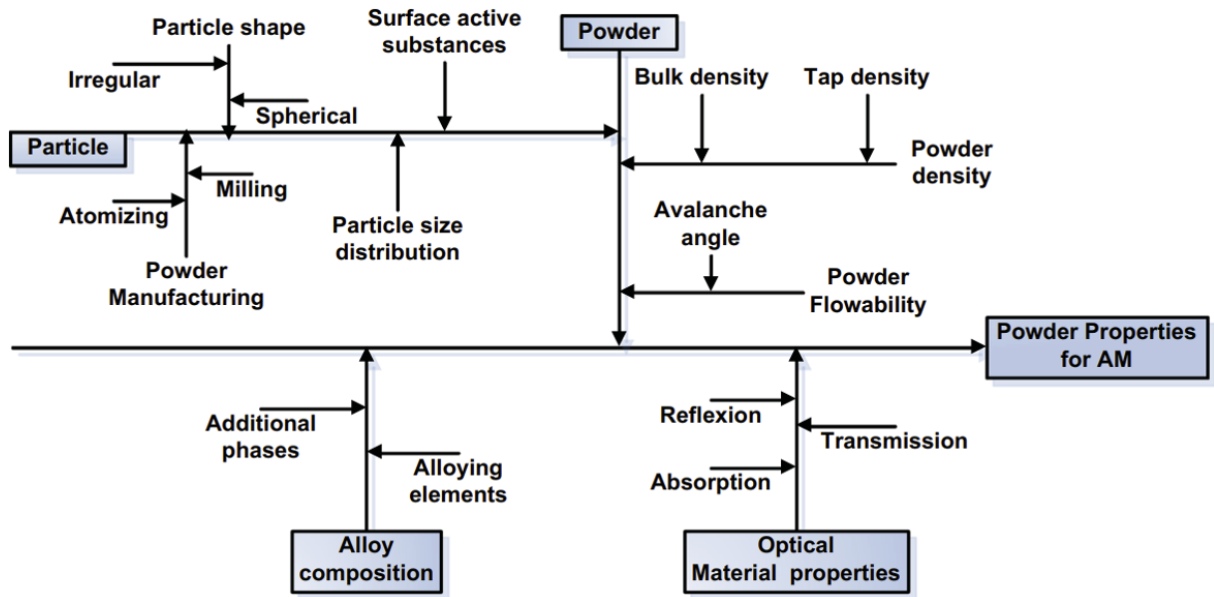 Particle shape
Surface active
substances
Powder
Irregular
Bulk density
Tap density
Spherical
Particle
Powder
density
Milling
Atomizing
Particle size
distribution
Avalanche
angle
Powder
Manufacturing
Powder
Flowability
Powder Properties
for AM
Additional
phases
Reflexion
Transmission
Alloying
elements
Absorption
Alloy
composition
Optical
Material properties